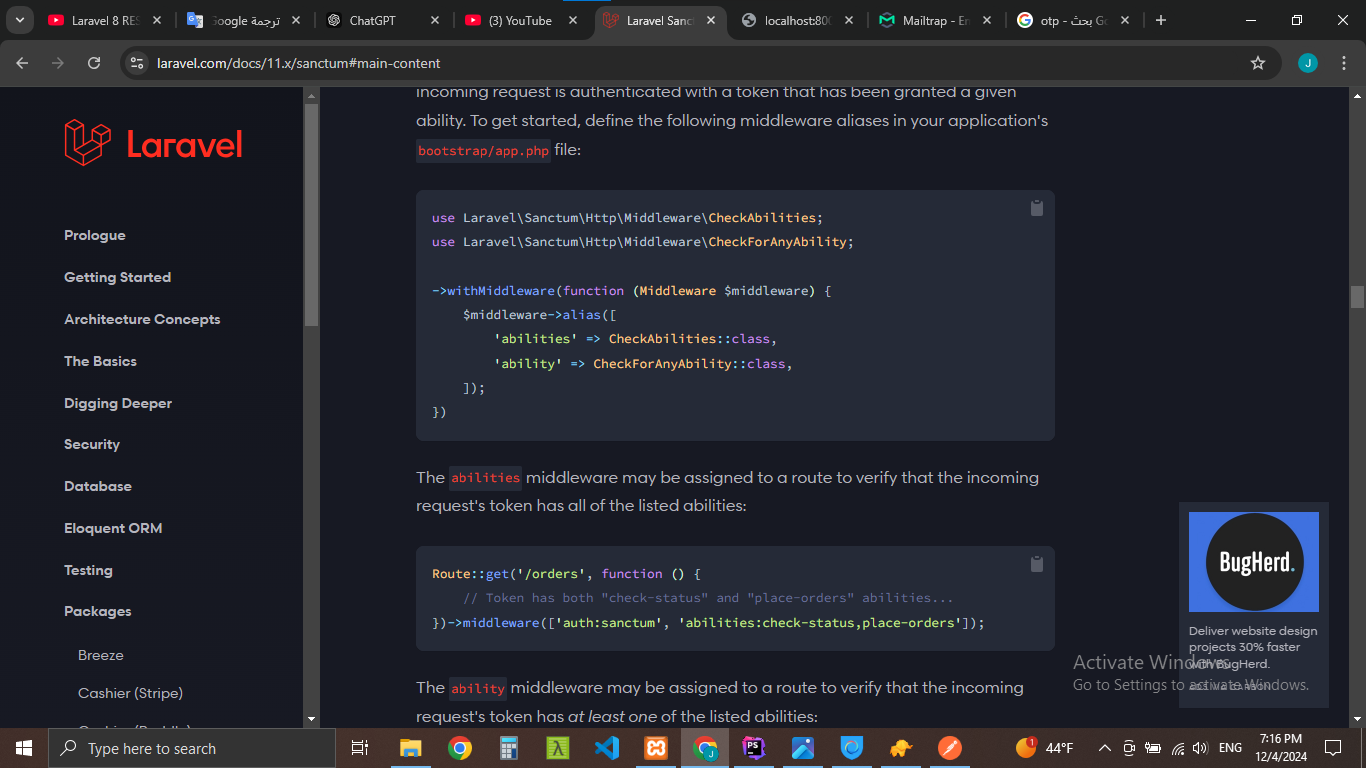 Laravel 8 RES
ترجمة Google
ChatGPT
(3) YouTube
Laravel Sanct
localhost:800
Mailtrap - Em
otp - بحث Go
laravel.com/docs/11.x/sanctum#main-content
J
Laravel
Prologue
Getting Started
Architecture Concepts
The Basics
Digging Deeper
Security
Database
Eloquent ORM
Testing
Packages
Breeze
Cashier (Stripe)
incoming request is authenticated with a token that has been granted a given
ability. To get started, define the following middleware aliases in your application's
bootstrap/app.php file:
use Laravel\Sanctum\Http\Middleware\CheckAbilities;
use Laravel\Sanctum\Http\Middleware\CheckForAnyAbility;
->withMiddleware(function (Middleware $middleware) {
$middleware->alias([
'abilities' => CheckAbilities::class,
'ability' => CheckForAnyAbility::class,
]);
})
The abilities middleware may be assigned to a route to verify that the incoming
request's token has all of the listed abilities:
Route::get('/orders', function () {
// Token has both "check-status" and "place-orders" abilities...
})->middleware(['auth:sanctum', 'abilities:check-status,place-orders']);
The ability middleware may be assigned to a route to verify that the incoming
request's token has at least one of the listed abilities:
BugHerd.
Deliver website design
projects 30% faster
with BugHerd.
ADS VIA CARBON
Activate Windows
Go to Settings to activate Windows.
Type here to search
PS
J
1
44°F
ENG
7:16 PM
12/4/2024